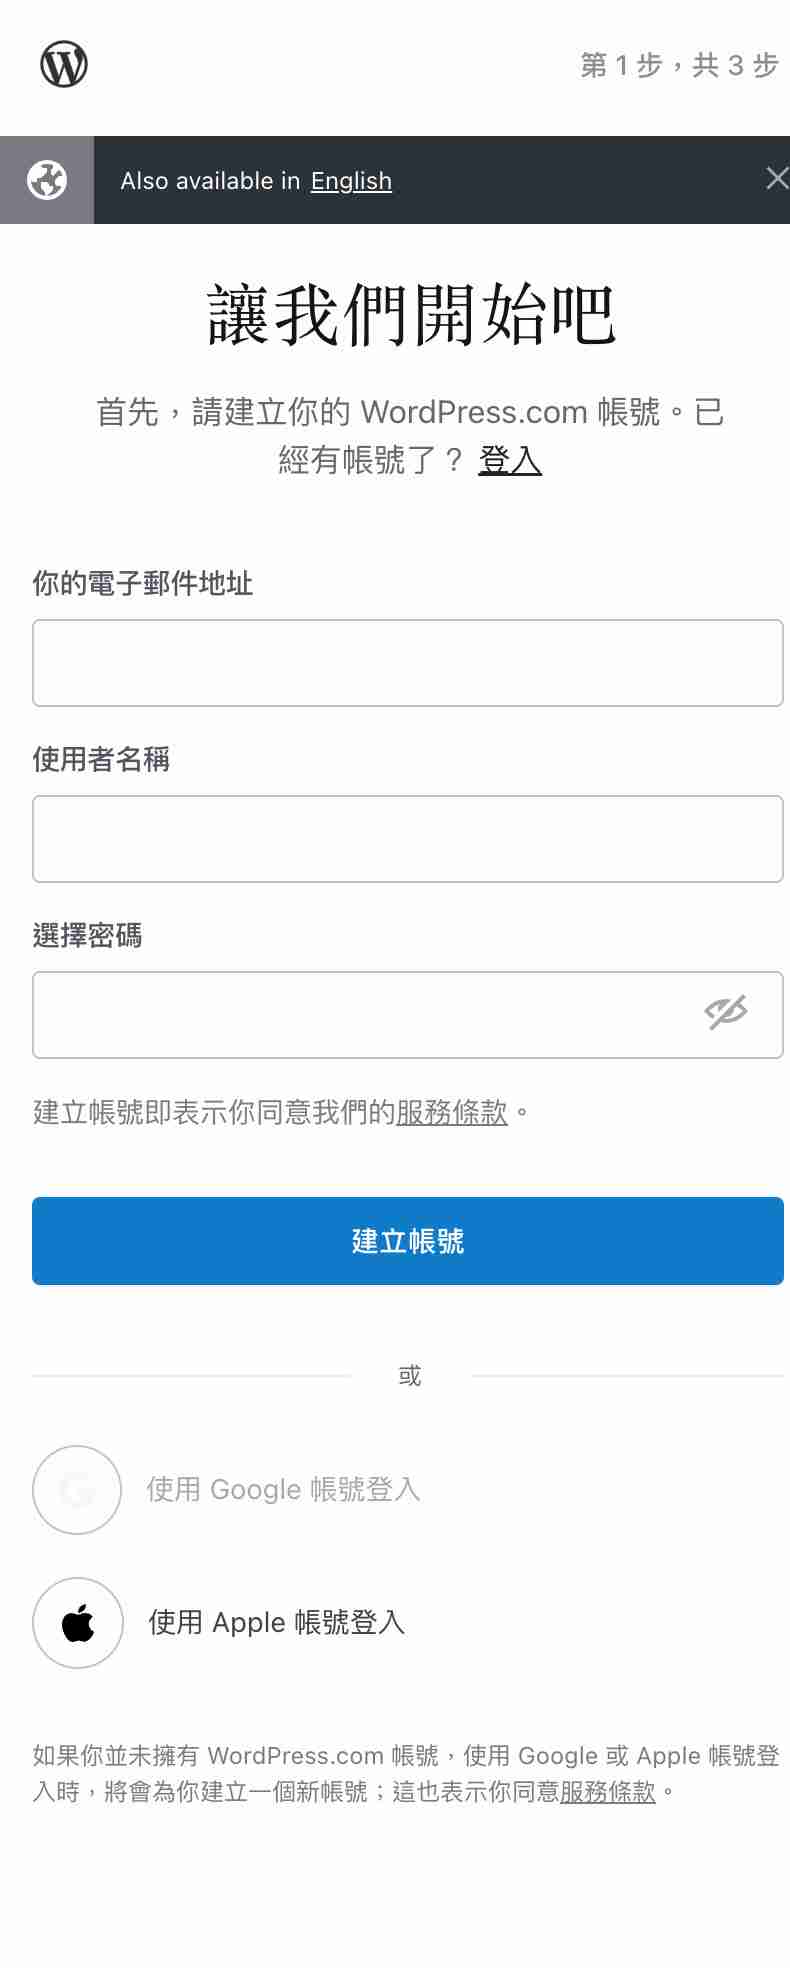 第 1 步，共 3 步
Also available in English
讓我們開始吧
首先，請建立你的 WordPress.com 帳號。已
經有帳號了？ 登入
你的電子郵件地址
使用者名稱
選擇密碼
建立帳號即表示你同意我們的服務條款。
建立帳號
或
使用 Google 帳號登入
使用 Apple 帳號登入
如果你並未擁有 WordPress.com 帳號，使用 Google 或 Apple 帳號登
入時，將會為你建立一個新帳號；這也表示你同意服務條款。